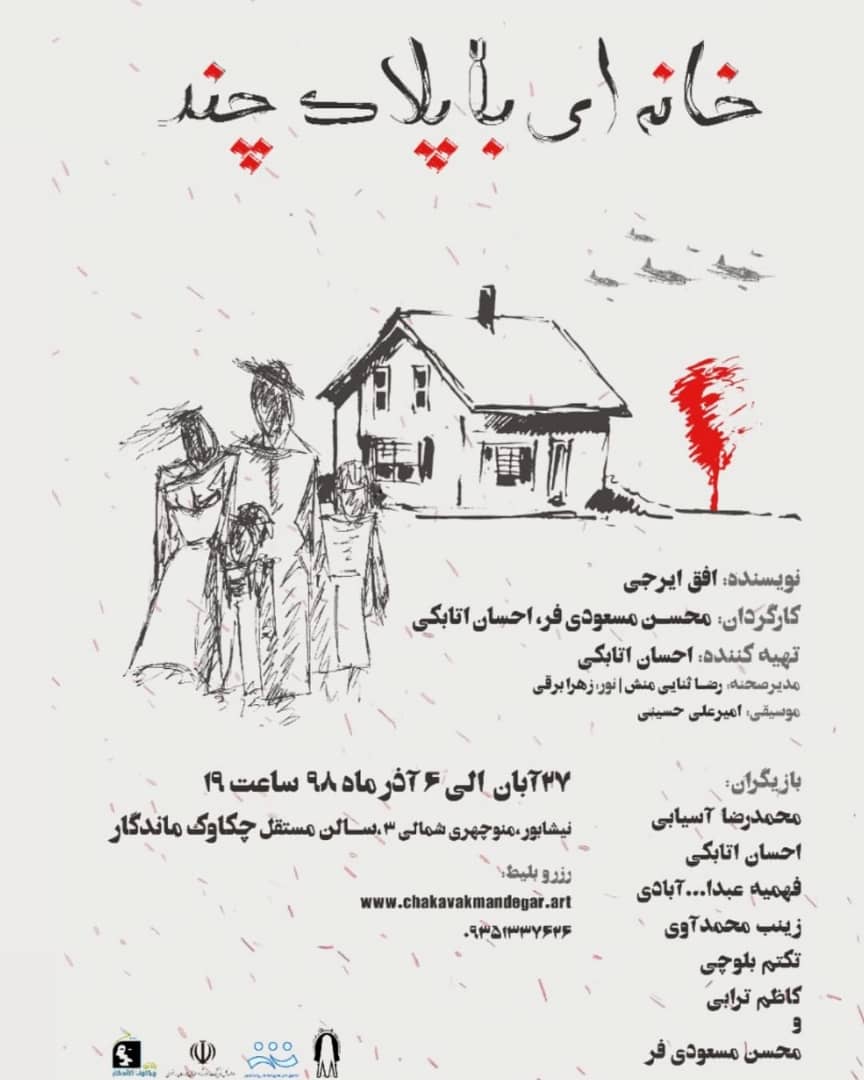 خانه ای با پلاک چند
نویسنده: افق ایرجی
کارگردان: محسن مسعودی فر، احسان اتابکی
تهیه کننده: احسان اتابکی
مدیرصحنه: رضا ثنایی منش | نور: زهرا برقی
موسیقی: امیرعلی حسینی
۲۷آبان الی ۶ آذر ماه ۹۸ ساعت ۱۹
نیشابور، منوچهری شمالی ۳، سالن مستقل چکاوک ماندگار
رزرو بلیط:
www.chakavakmandegar.art
۰۹۳۵۱۳۳۷۶۲۶
بازیگران:
محمدرضا آسیابی
احسان اتابکی
فهمیه عبدا...آبادی
زینب محمدآوی
تکتم بلوچی
کاظم ترابی
و
محسن مسعودی فر